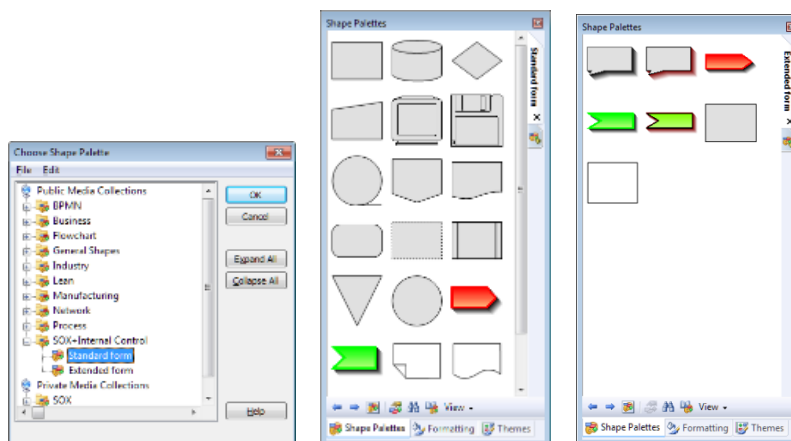 Choose Shape Palette
File Edit
Public Media Collections
BPMN
Business
Flowchart
General Shapes
Industry
Lean
Manufacturing
Network
Process
SOX+Internal Control
Standard form
Extended form
Private Media Collections
SOX
OK
Cancel
Expand All
Collapse All
Help
Shape Palettes
Standard form
View
Shape Palettes Formatting Themes
Shape Palettes
Extended form
View
Shape Palettes Formatting Themes